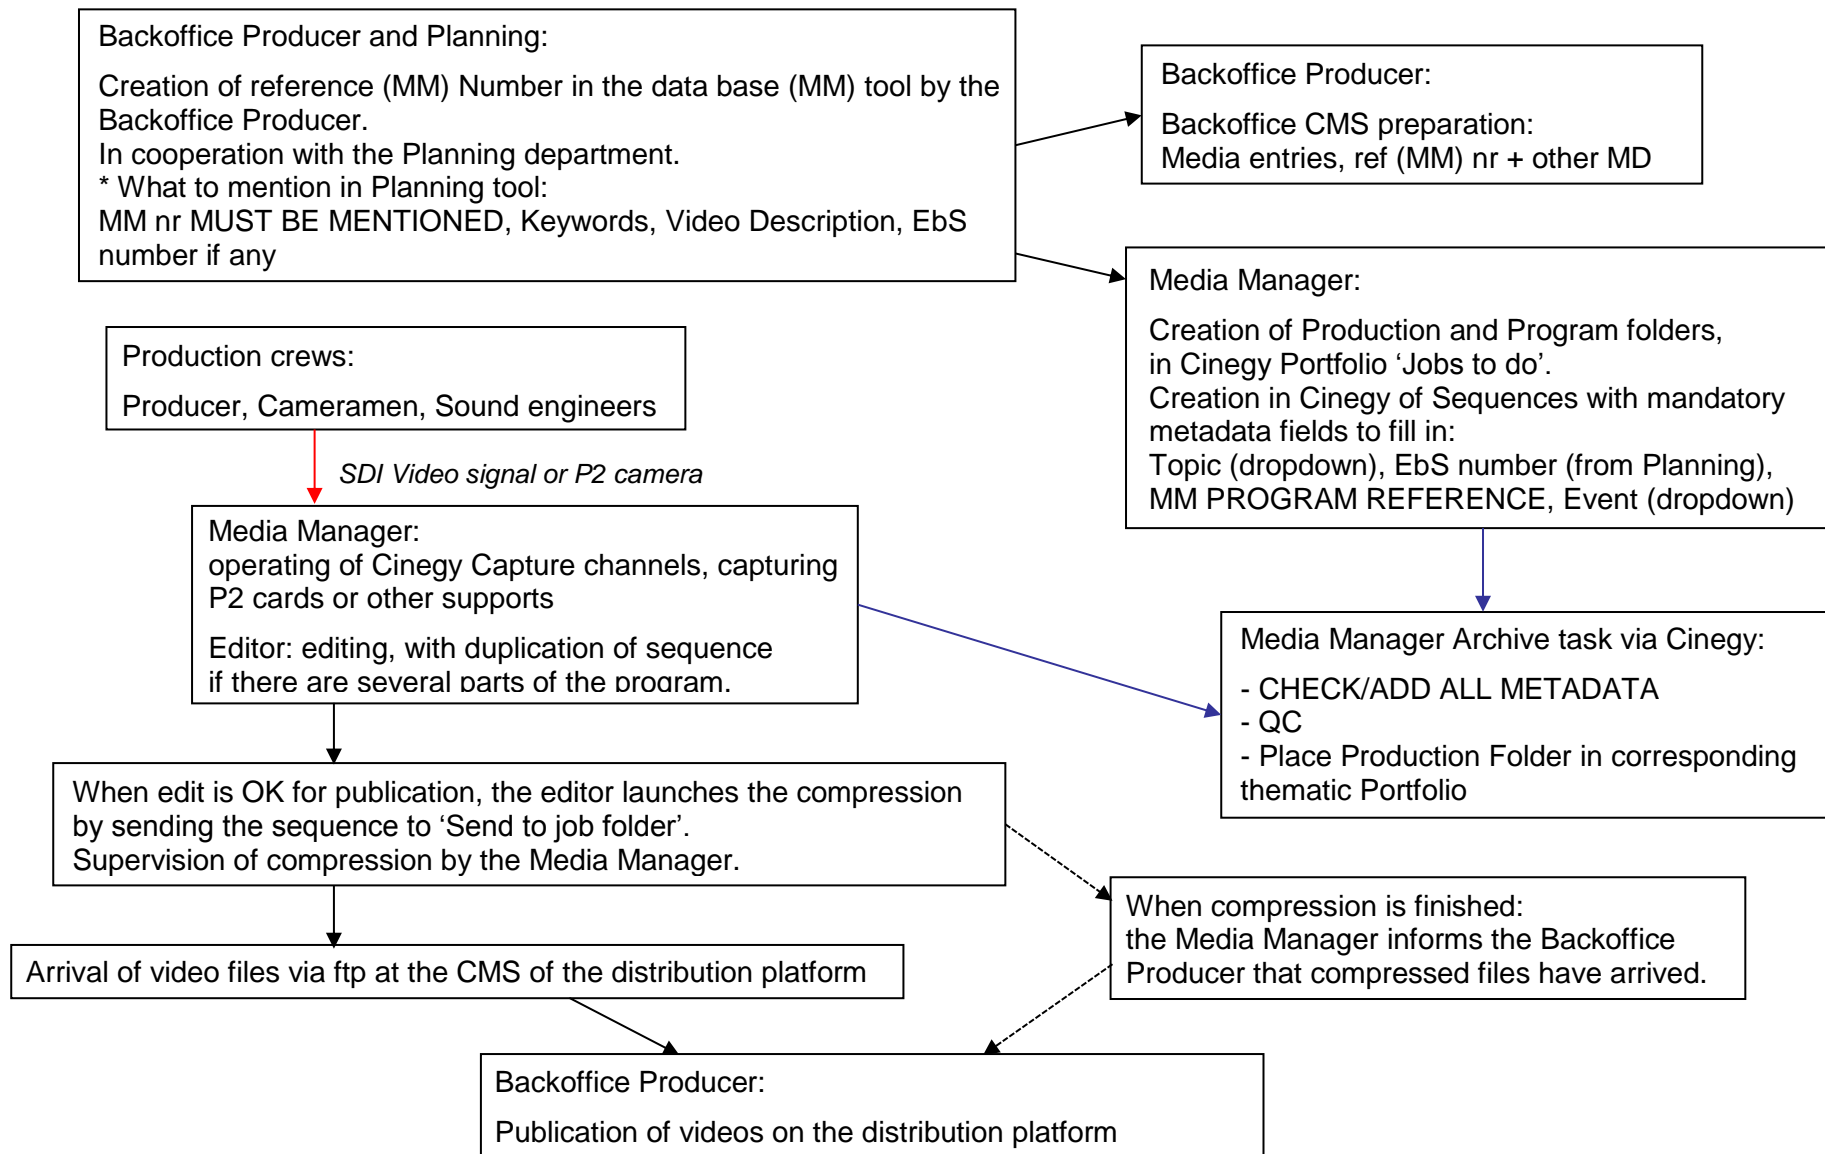 Backoffice Producer and Planning:
Creation of reference (MM) Number in the data base (MM) tool by the
Backoffice Producer.
In cooperation with the Planning department.
* What to mention in Planning tool:
MM nr MUST BE MENTIONED, Keywords, Video Description, EbS
number if any
Backoffice Producer:
Backoffice CMS preparation:
Media entries, ref (MM) nr + other MD
Media Manager:
Creation of Production and Program folders,
in Cinegy Portfolio ‘Jobs to do’.
Creation in Cinegy of Sequences with mandatory
metadata fields to fill in:
Topic (dropdown), EbS number (from Planning),
MM PROGRAM REFERENCE, Event (dropdown)
Production crews:
Producer, Cameramen, Sound engineers
SDI Video signal or P2 camera
Media Manager:
operating of Cinegy Capture channels, capturing
P2 cards or other supports
Editor: editing, with duplication of sequence
if there are several parts of the program.
Media Manager Archive task via Cinegy:
- CHECK/ADD ALL METADATA
- QC
- Place Production Folder in corresponding
thematic Portfolio
When edit is OK for publication, the editor launches the compression
by sending the sequence to ‘Send to job folder’.
Supervision of compression by the Media Manager.
When compression is finished:
the Media Manager informs the Backoffice
Producer that compressed files have arrived.
Arrival of video files via ftp at the CMS of the distribution platform
Backoffice Producer:
Publication of videos on the distribution platform